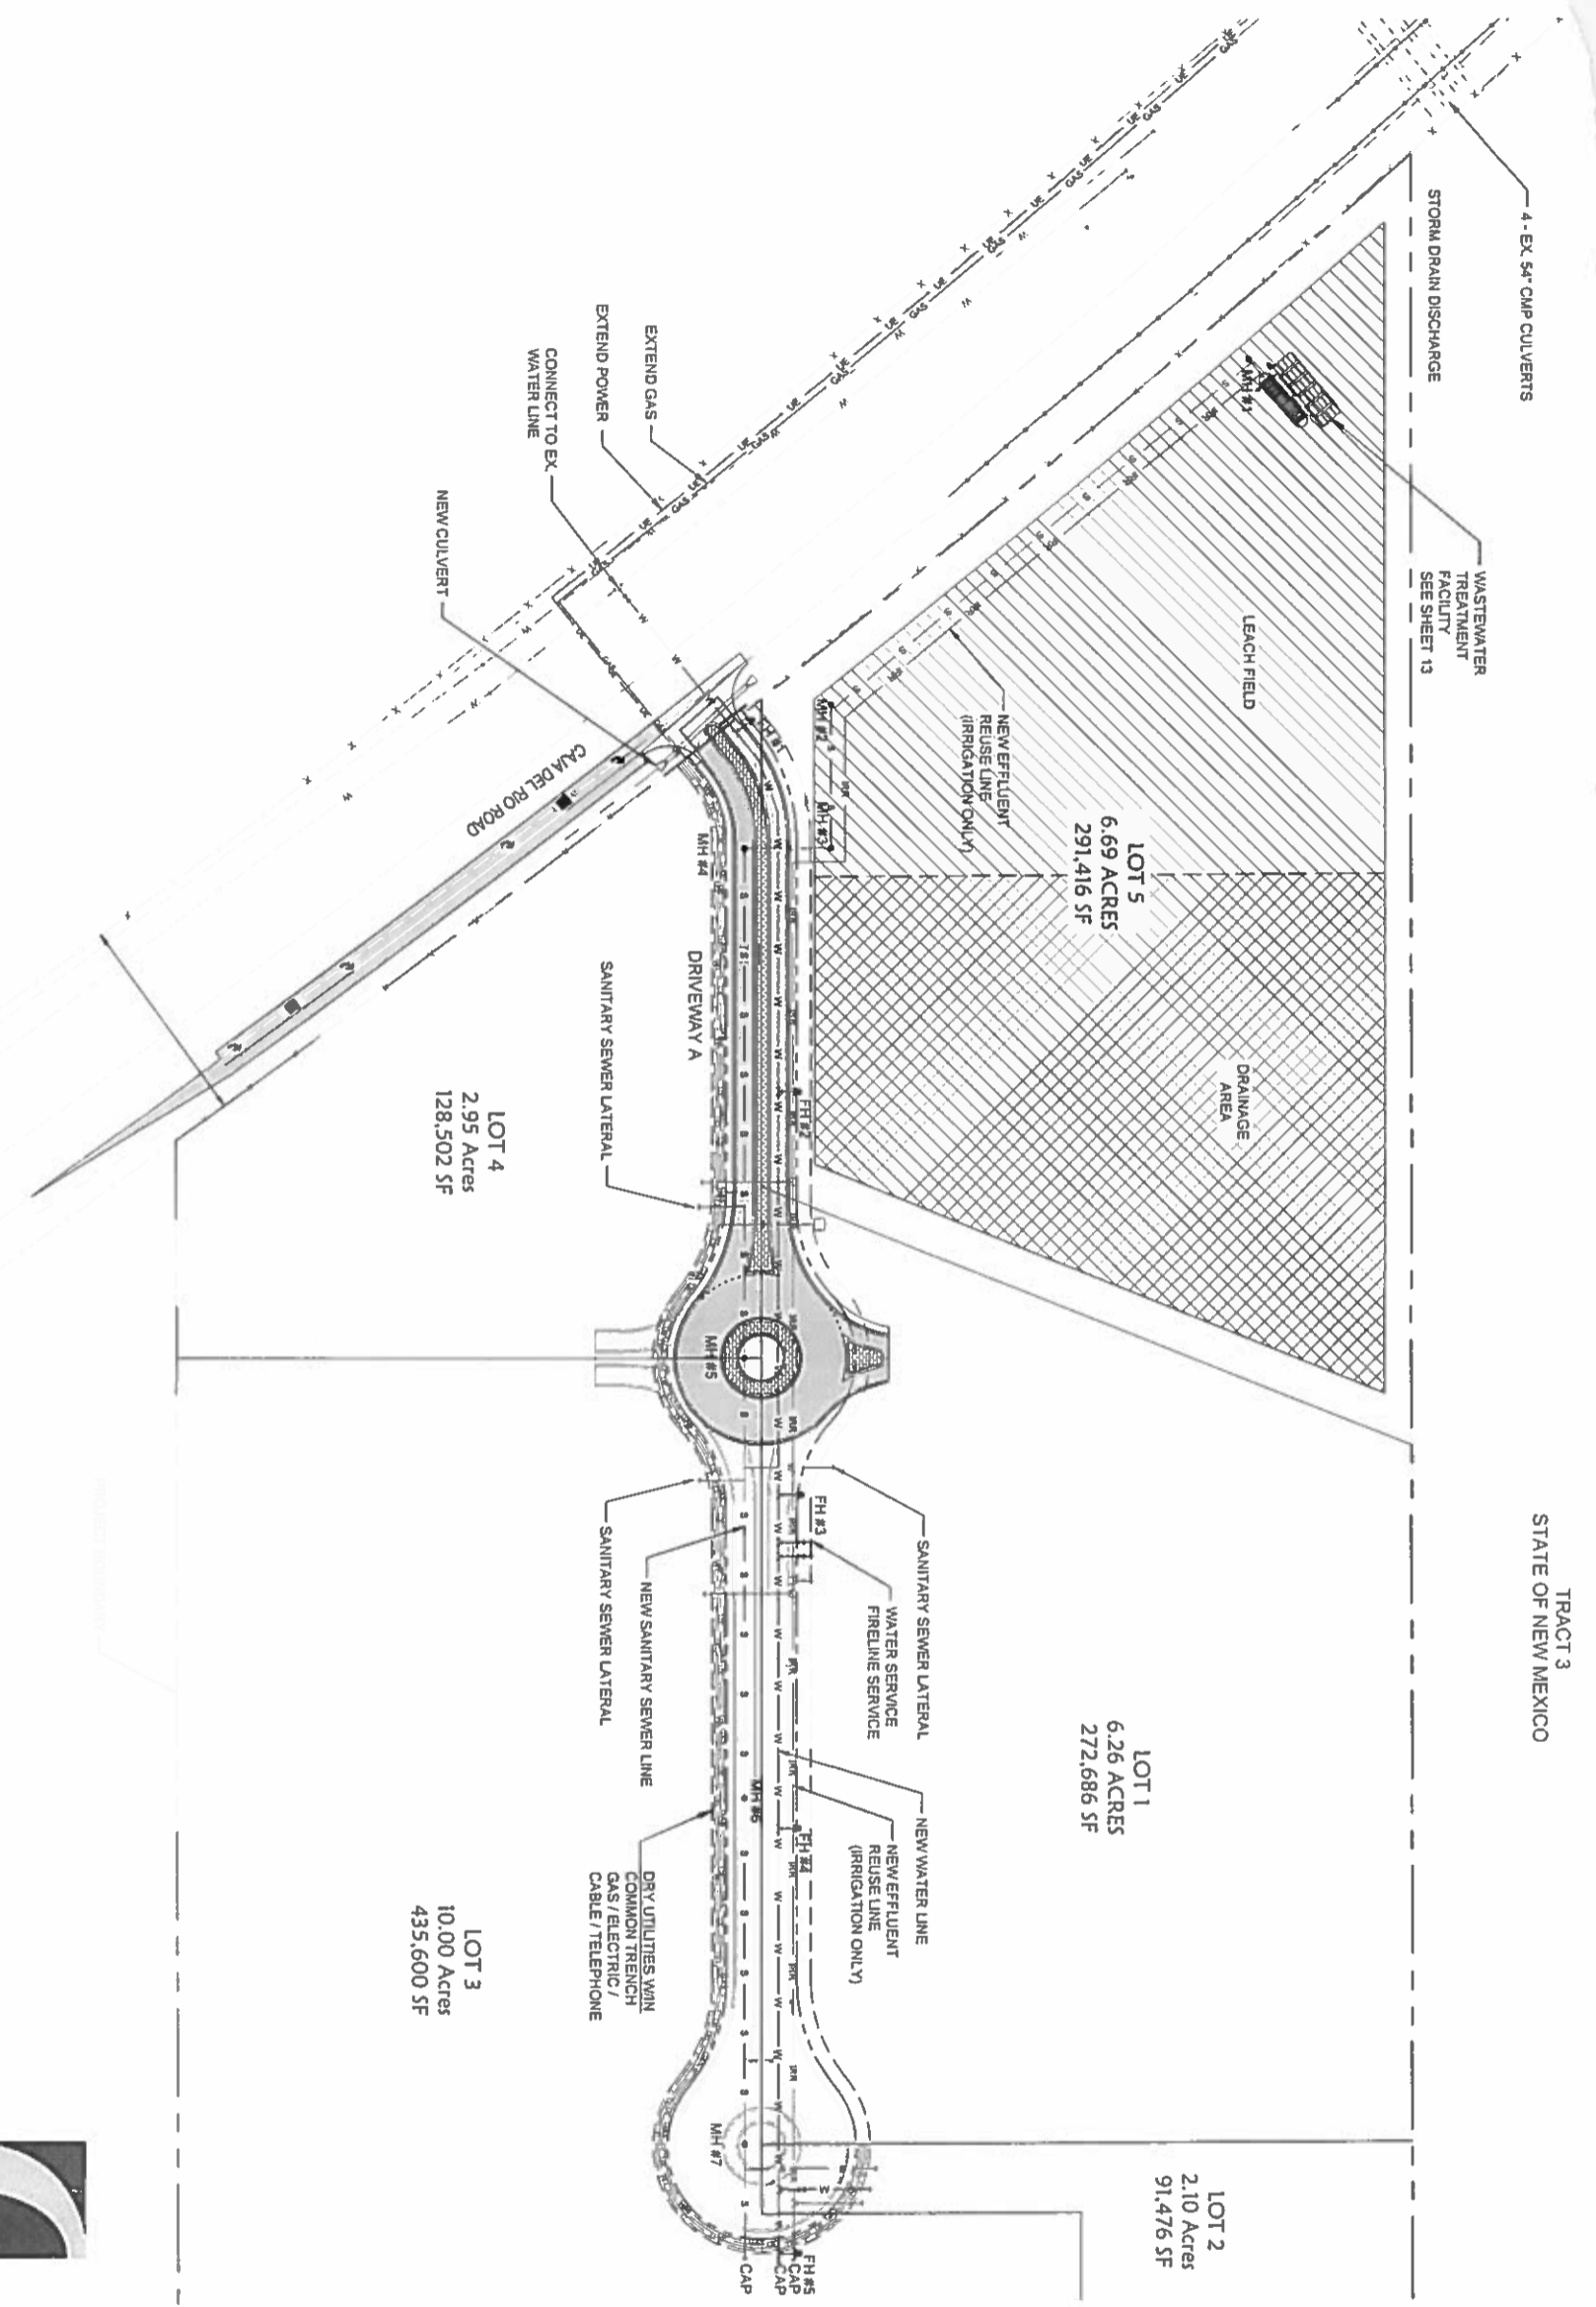 TRACT 3
STATE OF NEW MEXICO
4 - EX. 54" CMP CULVERTS
STORM DRAIN DISCHARGE
WASTEWATER
TREATMENT
FACILITY
SEE SHEET 13
LEACH FIELD
DRAINAGE
AREA
LOT 5
6.69 ACRES
291,416 SF
LOT 1
6.26 ACRES
272,686 SF
LOT 2
2.10 Acres
91,476 SF
NEW EFFLUENT
REUSE LINE
(IRRIGATION ONLY)
MH #1
MH #2
MH #3
FH #1
FH #2
FH #3
SANITARY SEWER LATERAL
WATER SERVICE
FIRELINE SERVICE
NEW WATER LINE
NEW EFFLUENT
REUSE LINE
(IRRIGATION ONLY)
FH #4
FH #5
CAP
CAP
CAP
MH #4
MH #5
MH #6
MH #7
DRIVEWAY A
EXTEND GAS
EXTEND POWER
CONNECT TO EX.
WATER LINE
NEW CULVERT
CAJA DEL RIO ROAD
SANITARY SEWER LATERAL
NEW SANITARY SEWER LINE
SANITARY SEWER LATERAL
DRY UTILITIES W/IN
COMMON TRENCH
GAS / ELECTRIC /
CABLE / TELEPHONE
LOT 4
2.95 Acres
128,502 SF
LOT 3
10.00 Acres
435,600 SF